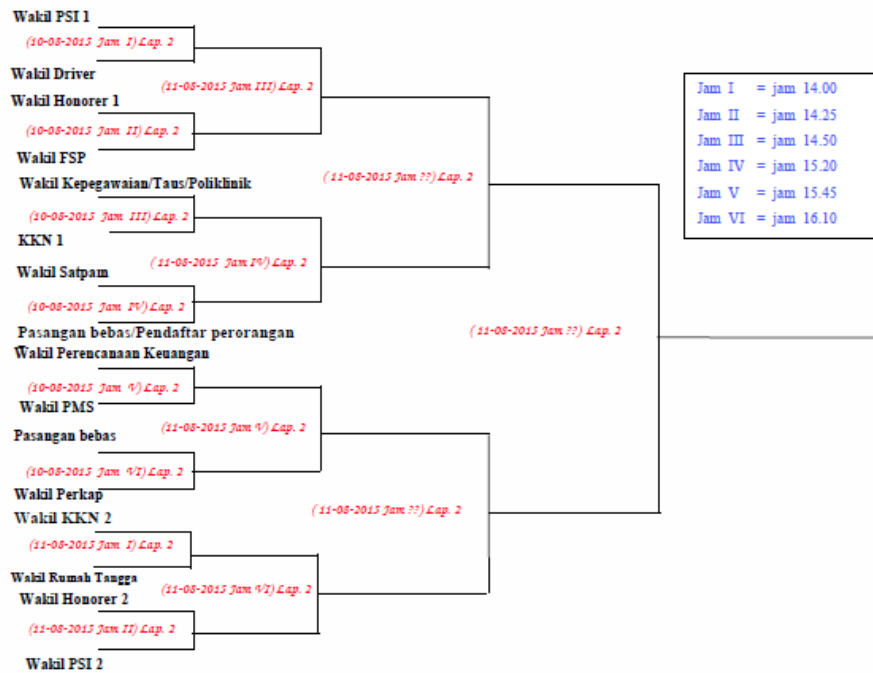 Wakil PSI 1
(10-08-2015 Jam I) Lap. 2
Wakil Driver
(11-08-2015 Jam III) Lap. 2
Wakil Honorer 1
(10-08-2015 Jam II) Lap. 2
Wakil FSP
(11-08-2015 Jam ??) Lap. 2
Wakil Kepegawaian/Taus/Poliklinik
(10-08-2015 Jam III) Lap. 2
KKN 1
(11-08-2015 Jam IV) Lap. 2
Wakil Satpam
(10-08-2015 Jam IV) Lap. 2
Pasangan bebas/Pendaftar perorangan
(11-08-2015 Jam ??) Lap. 2
Wakil Perencanaan Keuangan
(10-08-2015 Jam V) Lap. 2
Wakil PMS
(11-08-2015 Jam V) Lap. 2
Pasangan bebas
(10-08-2015 Jam VI) Lap. 2
Wakil Perkap
(11-08-2015 Jam ??) Lap. 2
Wakil KKN 2
(11-08-2015 Jam I) Lap. 2
Wakil Rumah Tangga
(11-08-2015 Jam VI) Lap. 2
Wakil Honorer 2
(11-08-2015 Jam II) Lap. 2
Wakil PSI 2
Jam I = jam 14.00
Jam II = jam 14.25
Jam III = jam 14.50
Jam IV = jam 15.20
Jam V = jam 15.45
Jam VI = jam 16.10